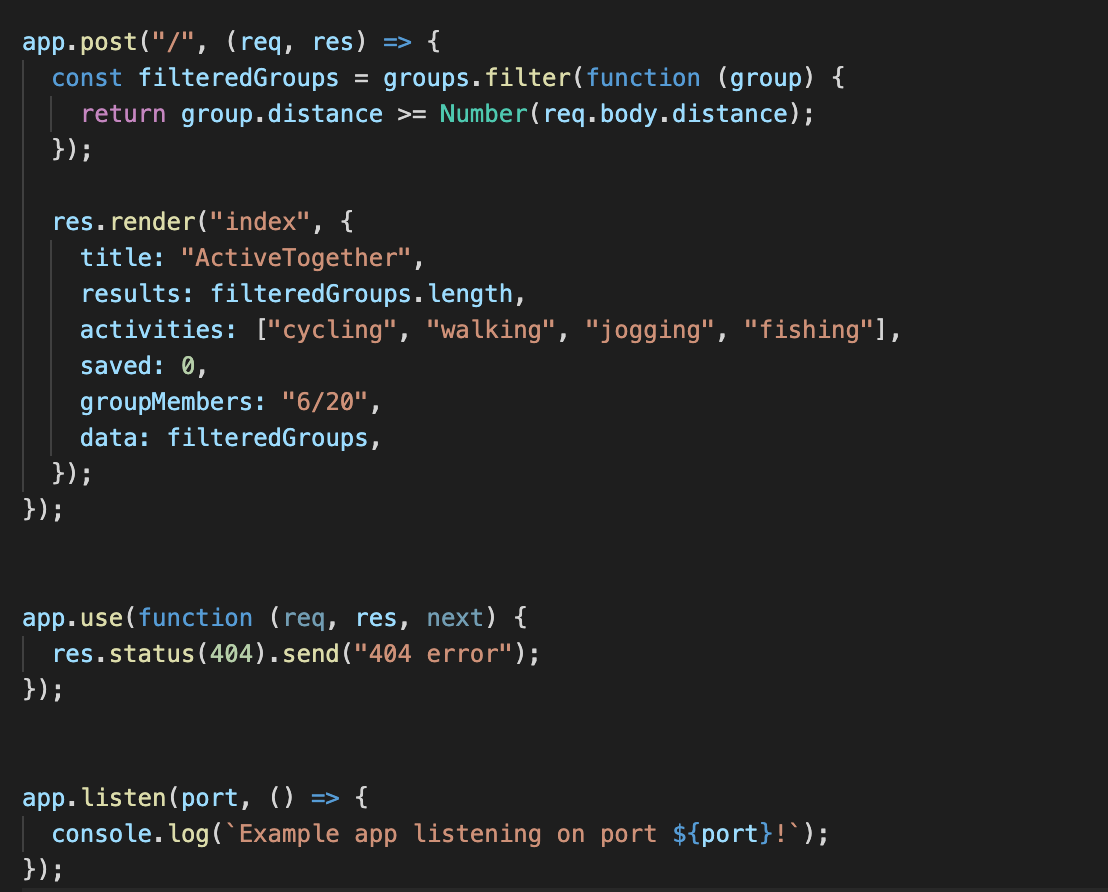 app.post("/", (req, res) => {
  const filteredGroups = groups.filter(function (group) {
    return group.distance >= Number(req.body.distance);
  });

  res.render("index", {
    title: "ActiveTogether",
    results: filteredGroups.length,
    activities: ["cycling", "walking", "jogging", "fishing"],
    saved: 0,
    groupMembers: "6/20",
    data: filteredGroups,
  });
});

app.use(function (req, res, next) {
  res.status(404).send("404 error");
});

app.listen(port, () => {
  console.log(`Example app listening on port ${port}!`);
});